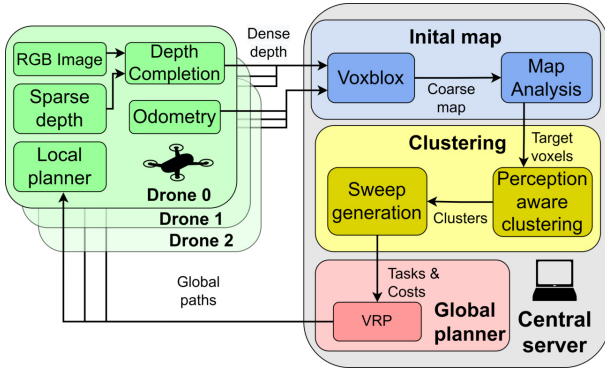 RGB Image
Depth
Completion
Sparse
depth
Odometry
Local
planner
Drone 0
Drone 1
Drone 2
Dense
depth
Inital map
Voxblox
Coarse
map
Map
Analysis
Clustering
Target
voxels
Sweep
generation
Clusters
Perception
aware
clustering
Tasks &
Costs
VRP
Global
planner
Central
server
Global
paths